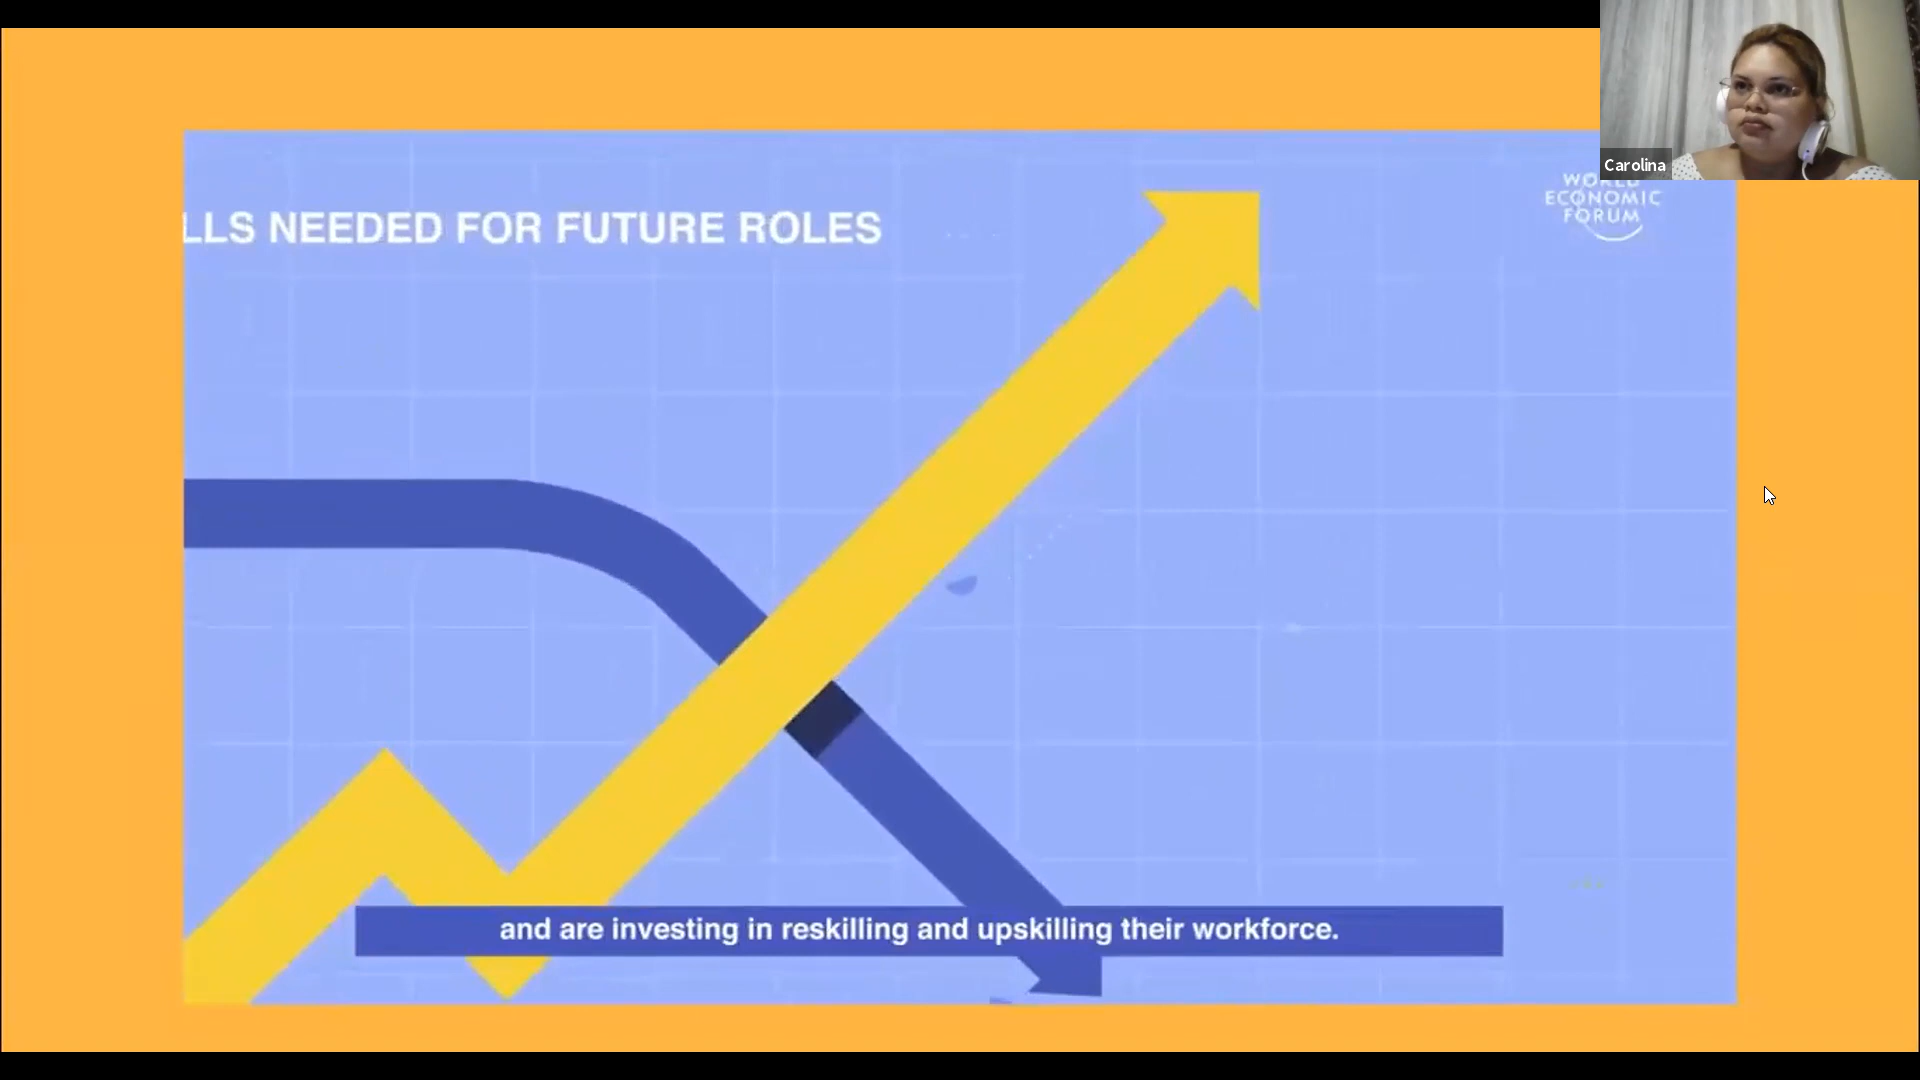 Carolina
WORLD
ECONOMIC
FORUM
LLS NEEDED FOR FUTURE ROLES
and are investing in reskilling and upskilling their workforce.